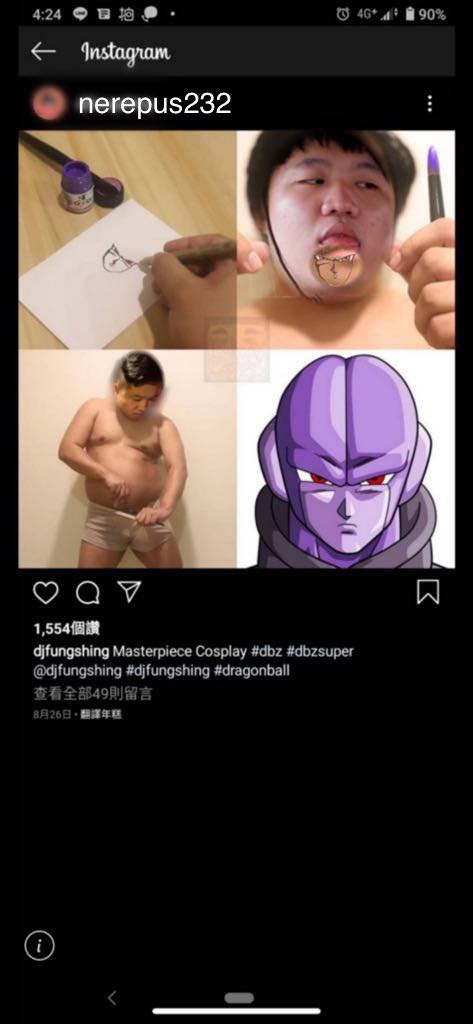 4:24
4G+ 90%
Instagram
nerepus232
1,554個讚
djfungshing Masterpiece Cosplay #dbz #dbzsuper
@djfungshing #djfungshing #dragonball
查看全部49則留言
8月26日 · 翻譯年糕